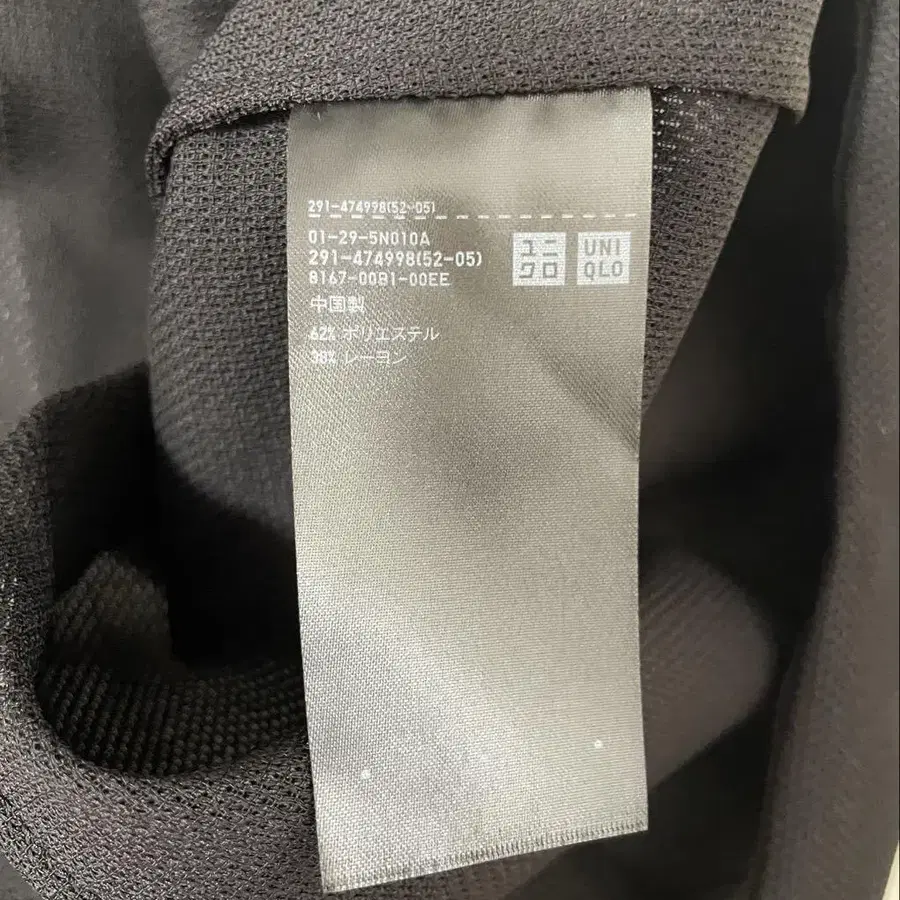 291-474998(52-05)
01-29-5N010A
291-474998(52-05)
8167-00B1-00EE
中国製
62% ポリエステル
38% レーヨン
ユニ
クロ
UNI
QLO